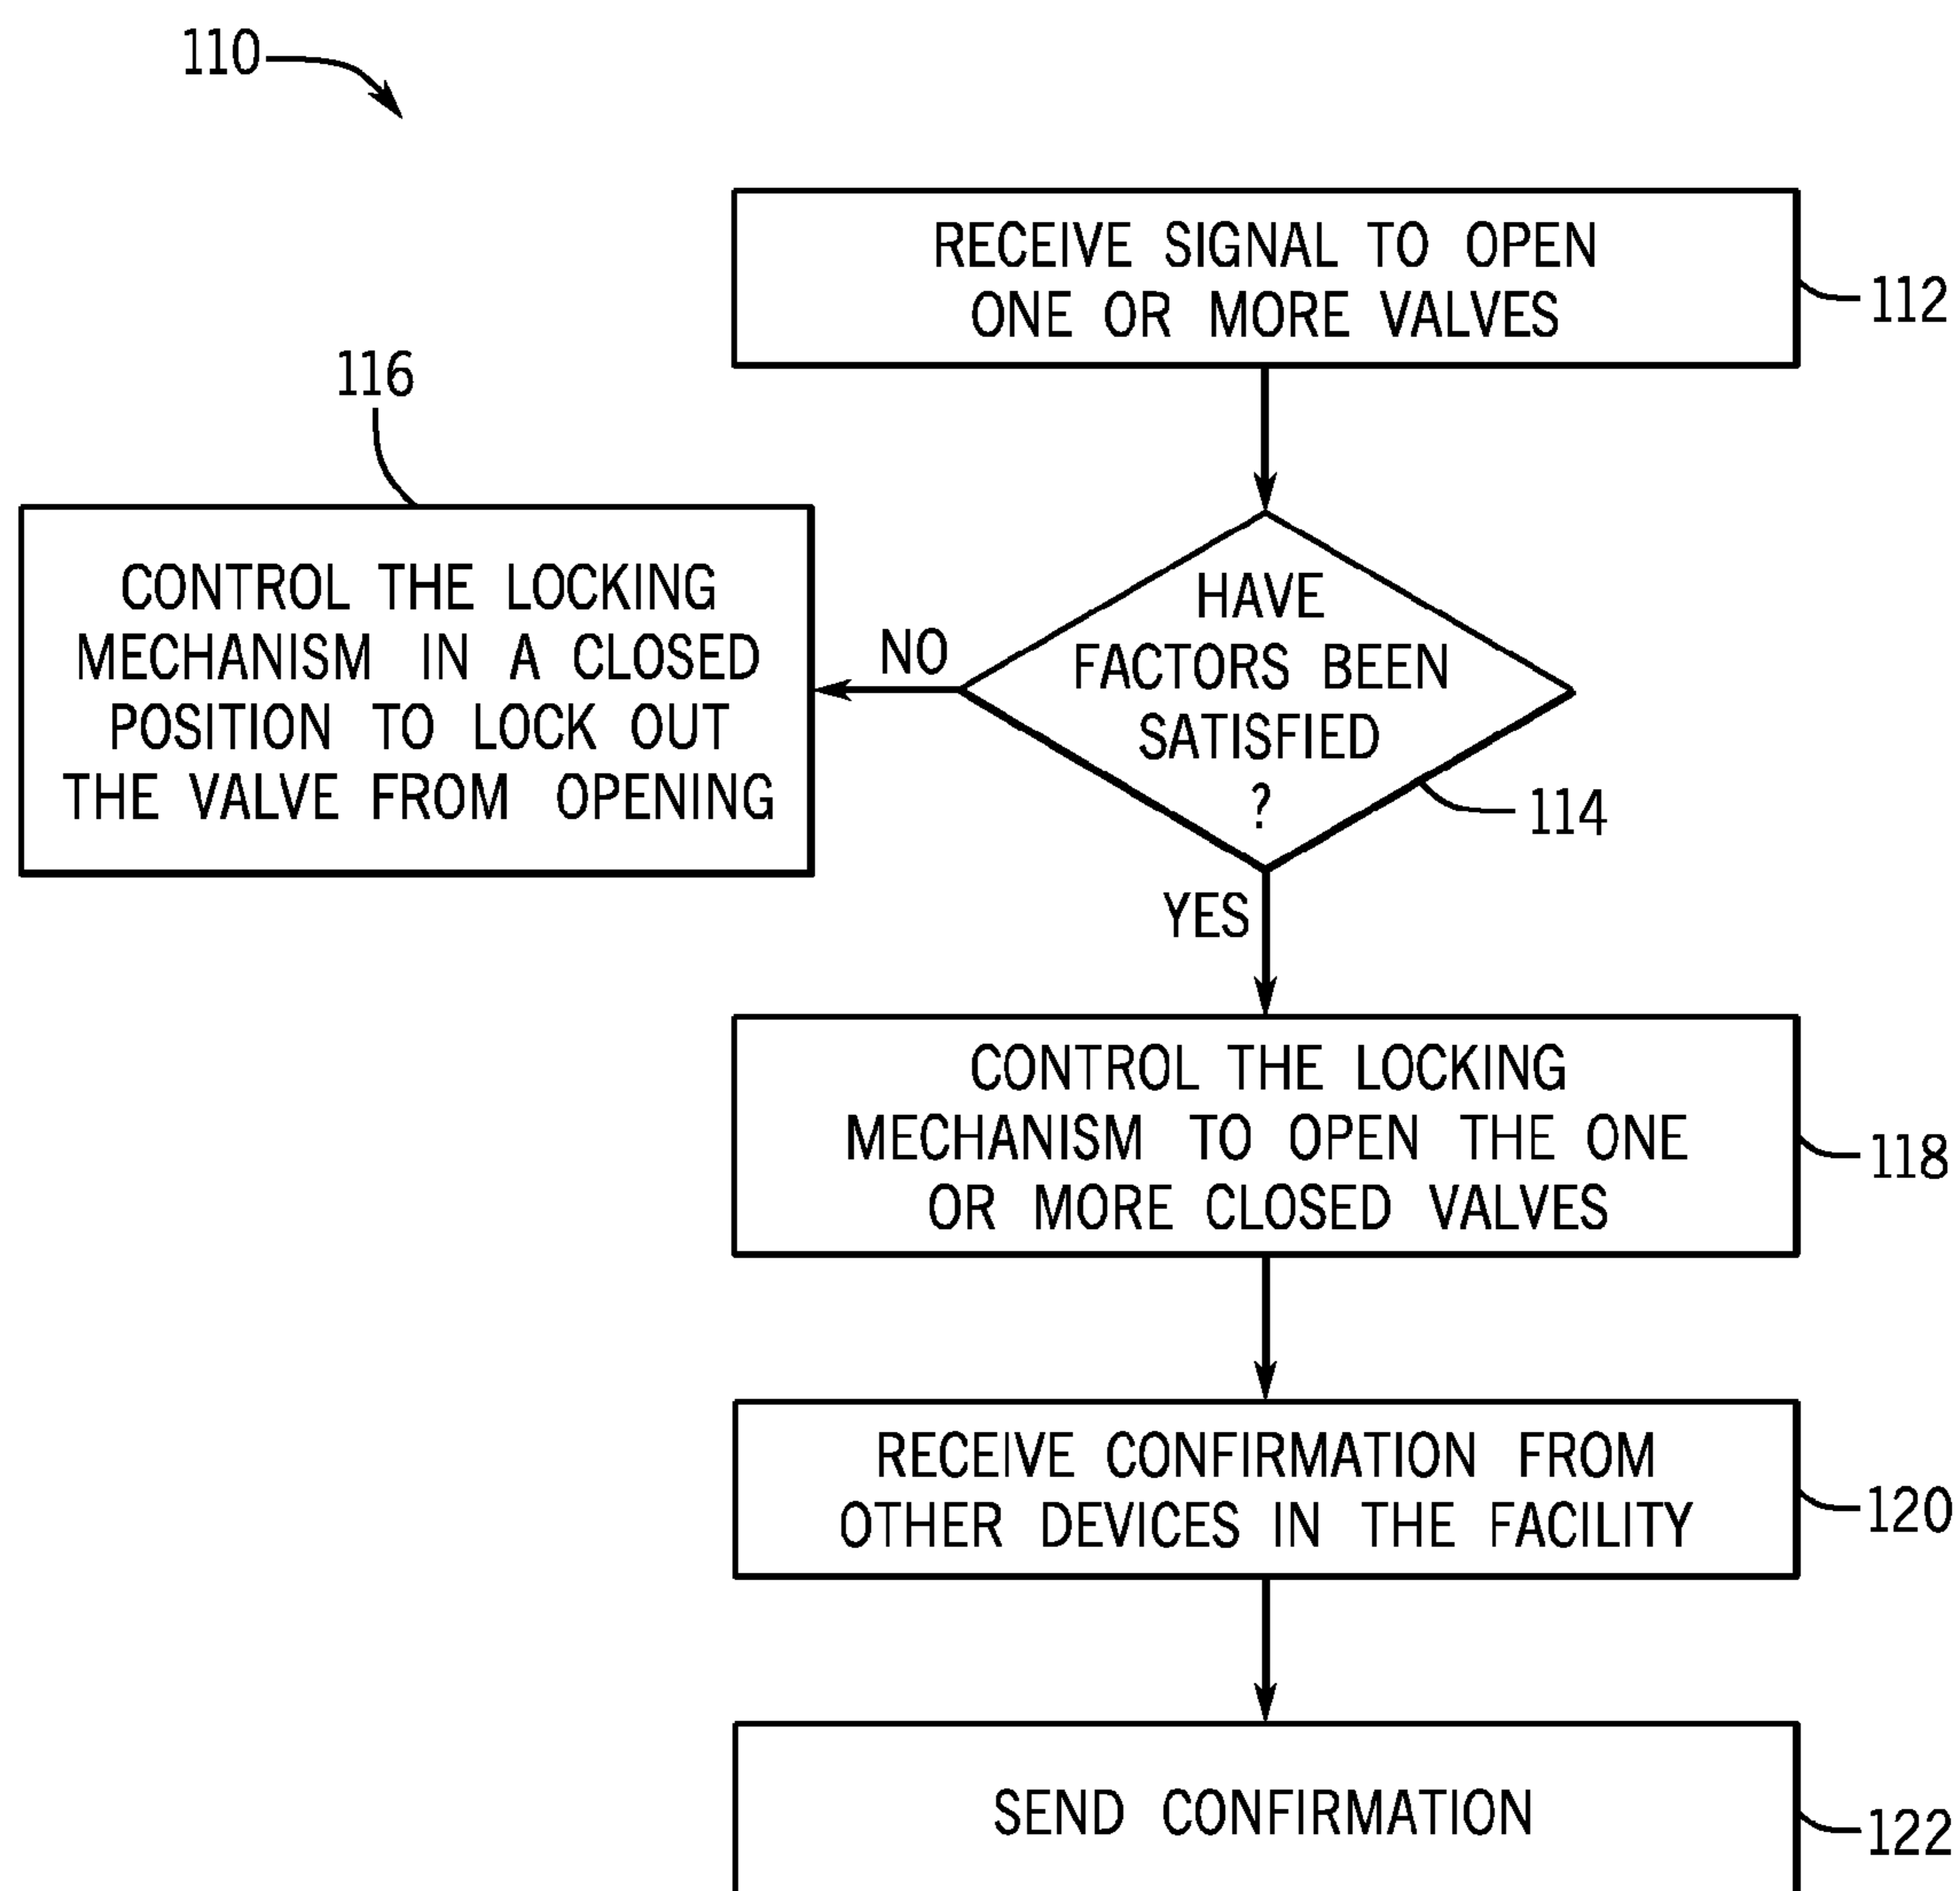 110
RECEIVE SIGNAL TO OPEN
ONE OR MORE VALVES
112
116
CONTROL THE LOCKING
MECHANISM IN A CLOSED
POSITION TO LOCK OUT
THE VALVE FROM OPENING
NO
HAVE
FACTORS BEEN
SATISFIED
?
114
YES
CONTROL THE LOCKING
MECHANISM TO OPEN THE ONE
OR MORE CLOSED VALVES
118
RECEIVE CONFIRMATION FROM
OTHER DEVICES IN THE FACILITY
120
SEND CONFIRMATION
122